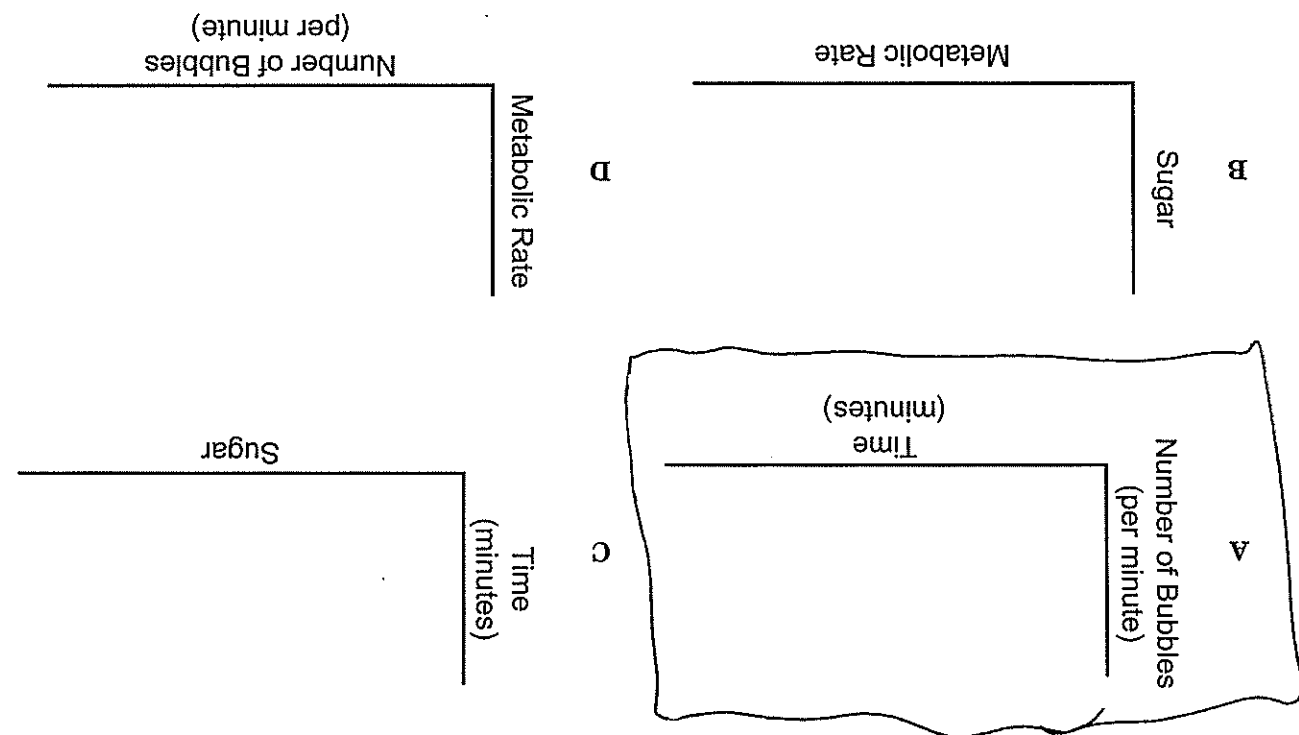 A
Number of Bubbles
(per minute)
Time
(minutes)
C
Time
(minutes)
Sugar
B
Sugar
Metabolic Rate
D
Metabolic Rate
Number of Bubbles
(per minute)